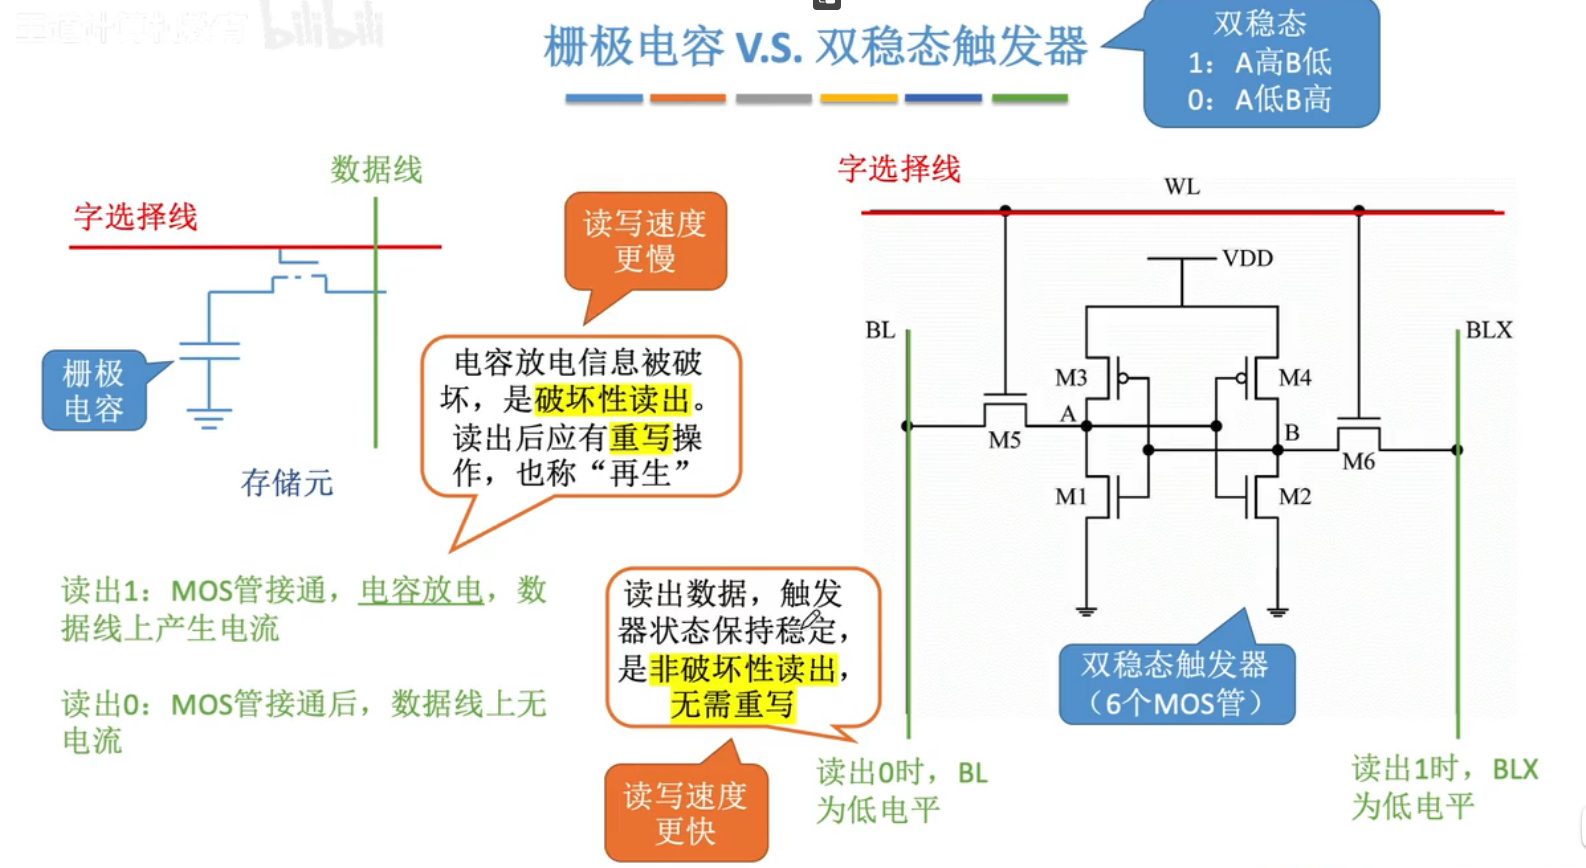 王道计算机教育 bilibili
栅极电容 V.S. 双稳态触发器
双稳态
1：A高B低
0：A低B高
数据线
字选择线
栅极
电容
存储元
读写速度
更慢
电容放电信息被破
坏，是破坏性读出。
读出后应有重写操
作，也称“再生”
读出1：MOS管接通，电容放电，数
据线上产生电流
读出0：MOS管接通后，数据线上无
电流
读出数据，触发
器状态保持稳定，
是非破坏性读出，
无需重写
读写速度
更快
字选择线
WL
VDD
BL
BLX
M3
M4
A
B
M5
M6
M1
M2
双稳态触发器
（6个MOS管）
读出0时，BL
为低电平
读出1时，BLX
为低电平